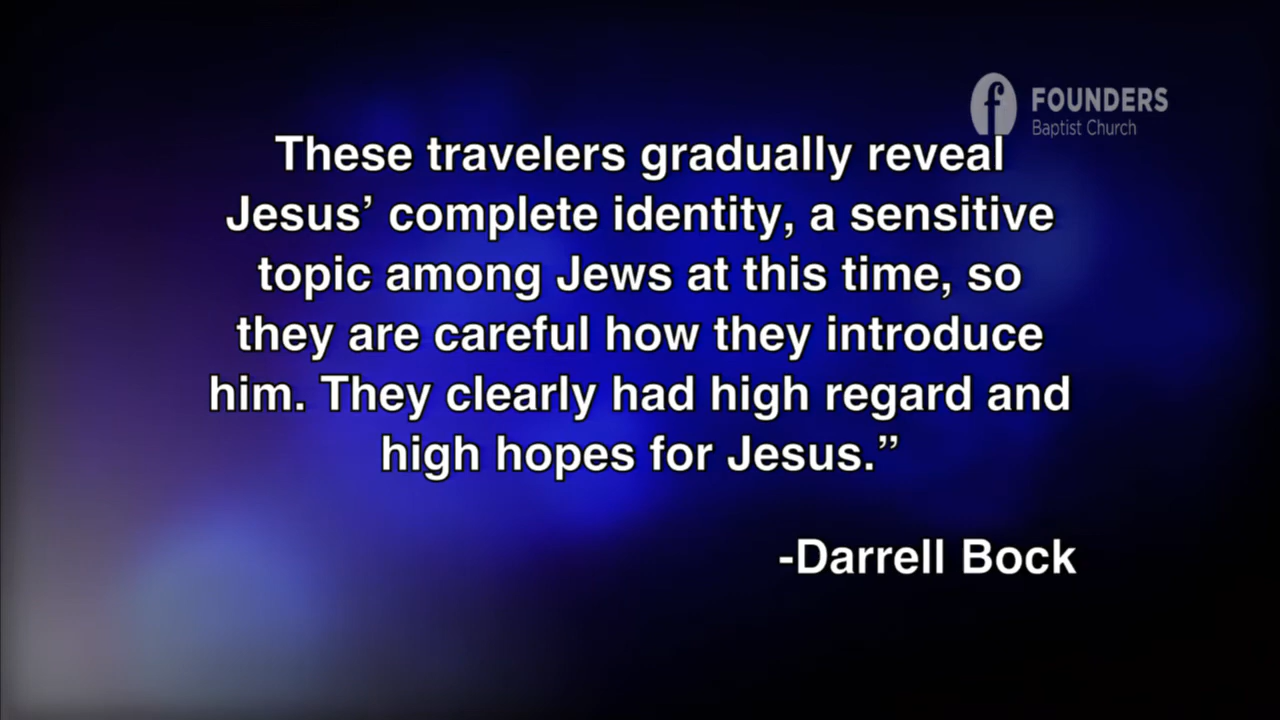 FOUNDERS
Baptist Church
These travelers gradually reveal
Jesus’ complete identity, a sensitive
topic among Jews at this time, so
they are careful how they introduce
him. They clearly had high regard and
high hopes for Jesus.”
-Darrell Bock